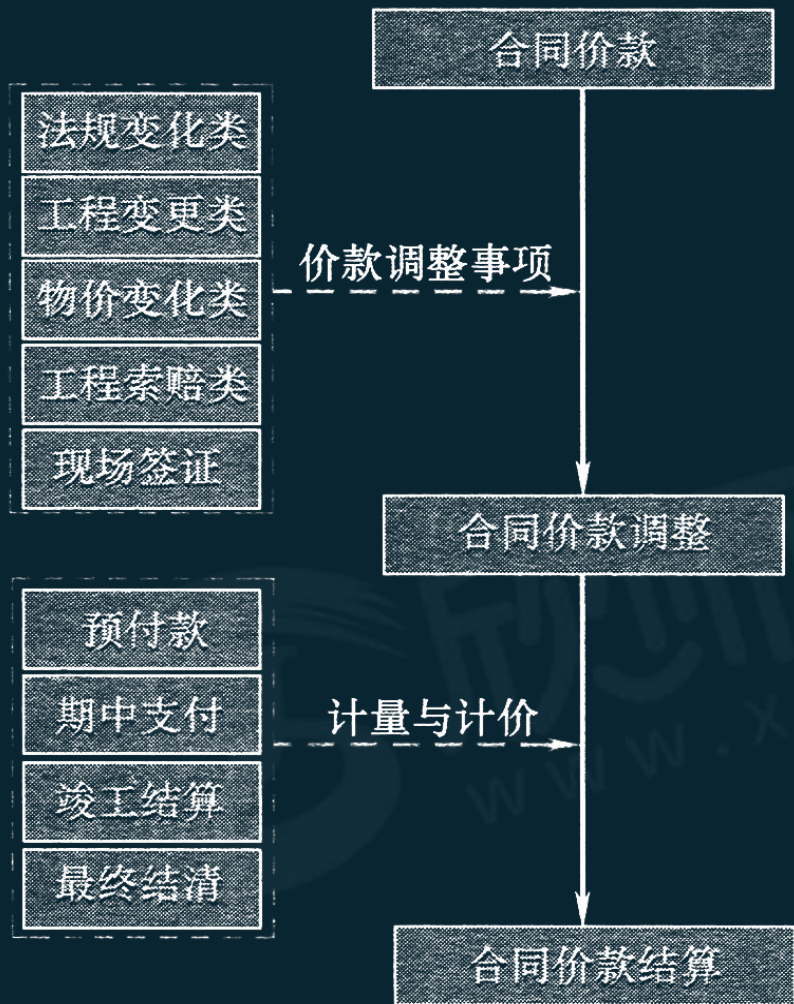 合同价款
法规变化类
工程变更类
物价变化类
工程索赔类
现场签证
价款调整事项
合同价款调整
预付款
期中支付
竣工结算
最终结清
计量与计价
合同价款结算
www.x